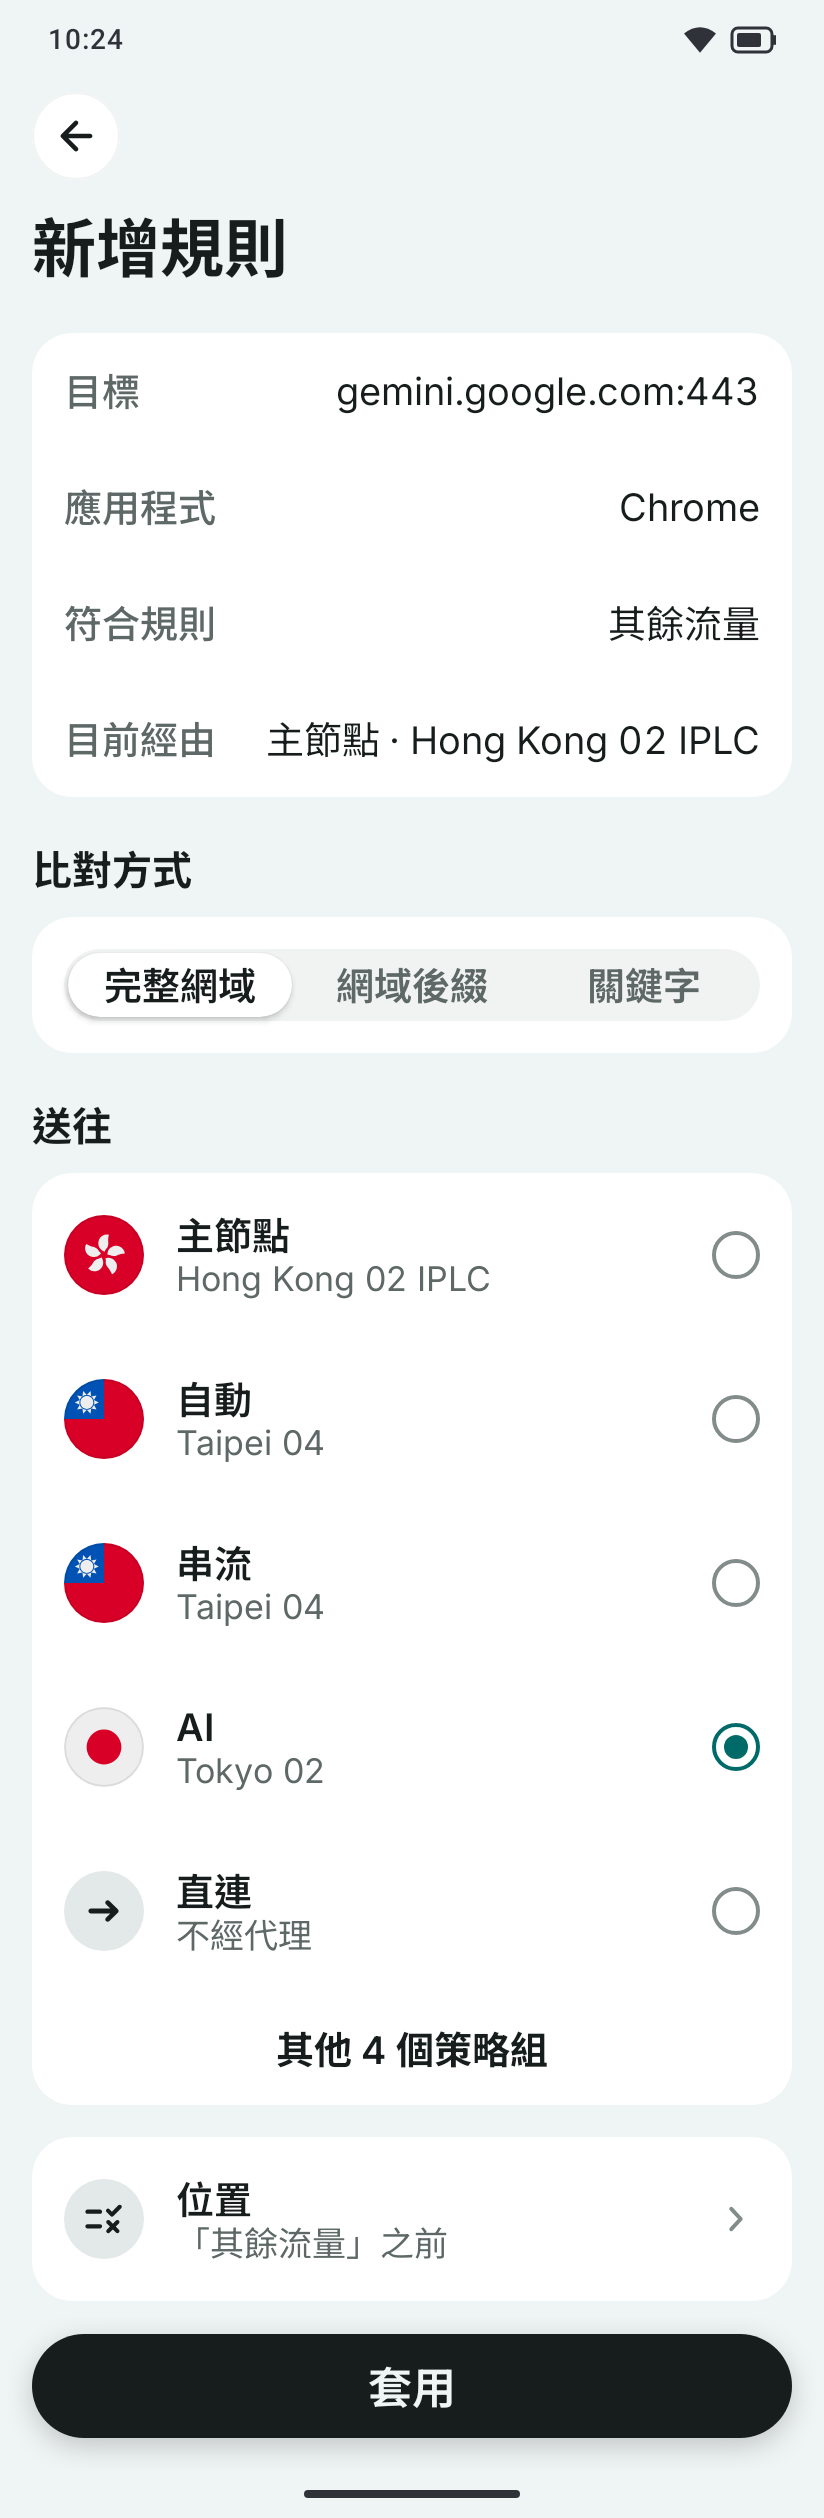 10:24
新增規則
目標
gemini.google.com:443
應用程式
Chrome
符合規則
其餘流量
目前經由
主節點 · Hong Kong 02 IPLC
比對方式
完整網域
網域後綴
關鍵字
送往
主節點
Hong Kong 02 IPLC
自動
Taipei 04
串流
Taipei 04
AI
Tokyo 02
直連
不經代理
其他 4 個策略組
位置
「其餘流量」之前
套用